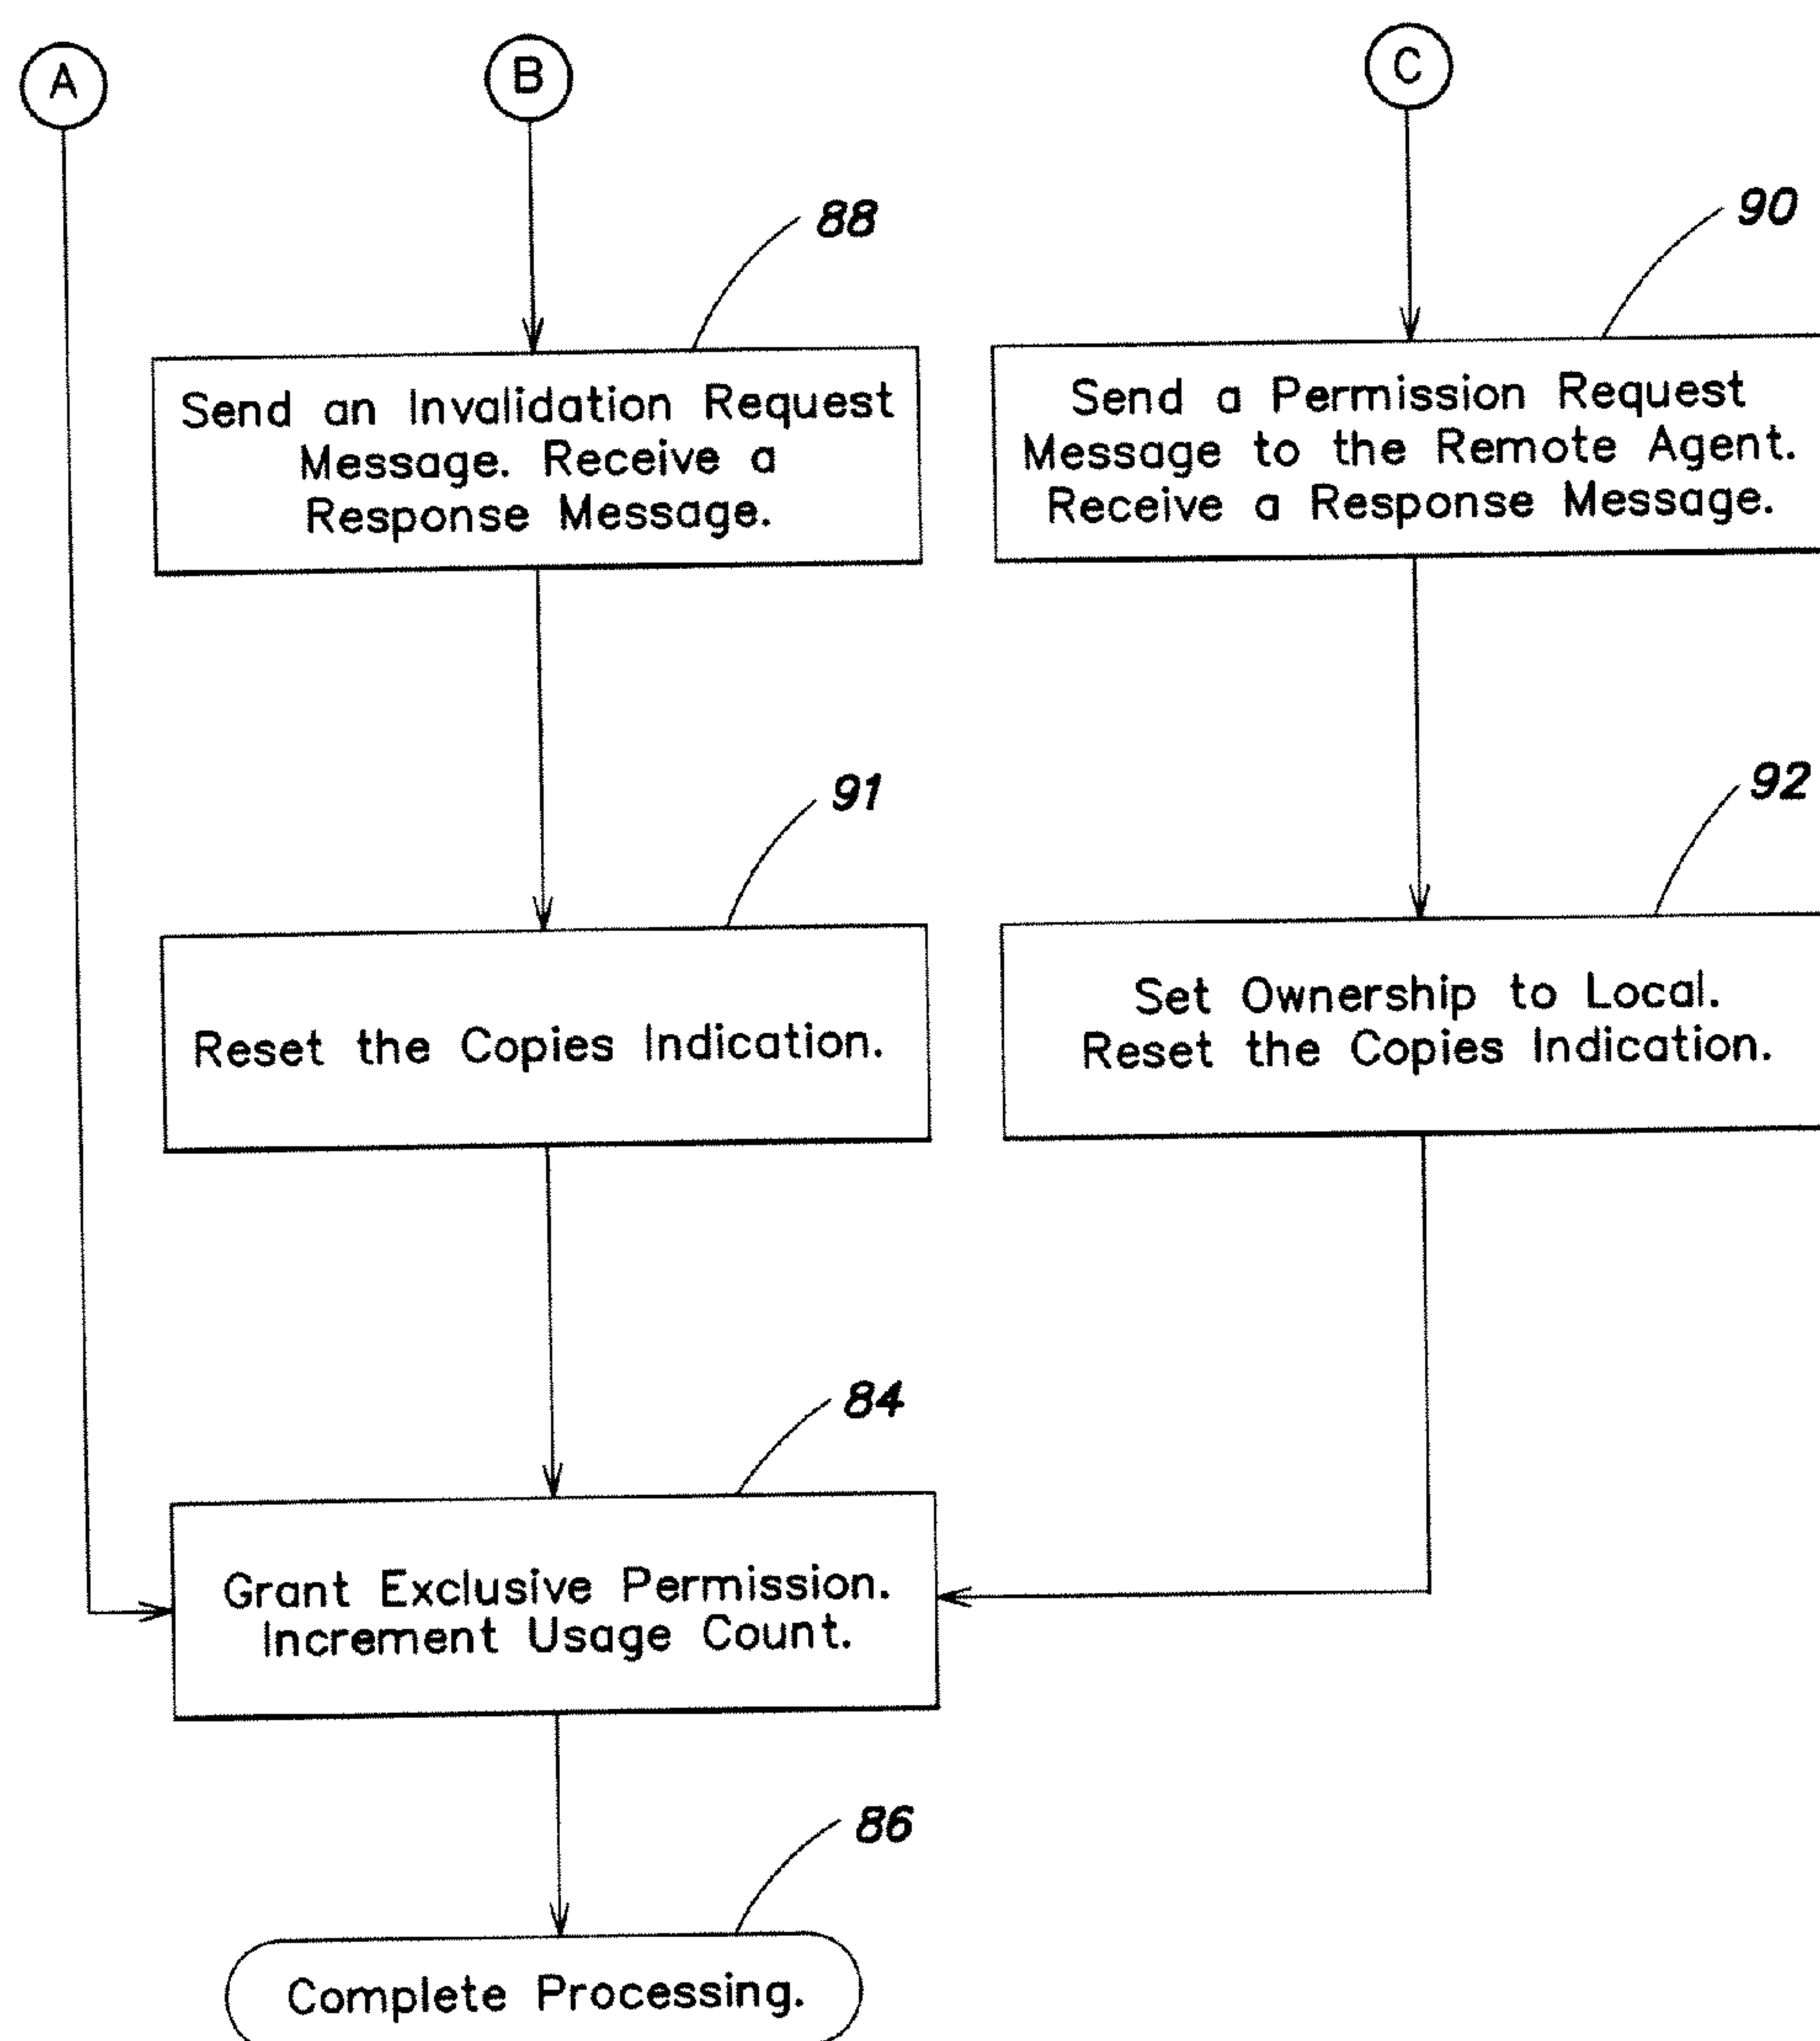 A
B
C
88
90
Send an Invalidation Request
Message. Receive a
Response Message.
Send a Permission Request
Message to the Remote Agent.
Receive a Response Message.
91
92
Reset the Copies Indication.
Set Ownership to Local.
Reset the Copies Indication.
84
Grant Exclusive Permission.
Increment Usage Count.
86
Complete Processing.